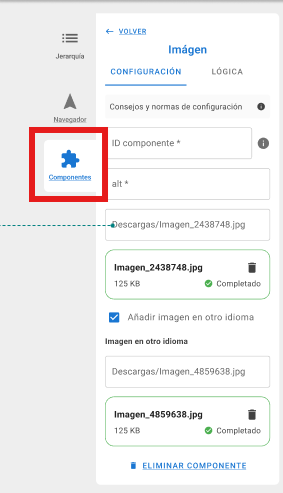 Jerarquía
Navegador
Componentes
VOLVER
Imágen
CONFIGURACIÓN
LÓGICA
Consejos y normas de configuración
ID componente *
alt *
Descargas/Imagen_2438748.jpg
Imagen_2438748.jpg
125 KB
Completado
Añadir imagen en otro idioma
Imagen en otro idioma
Descargas/Imagen_4859638.jpg
Imagen_4859638.jpg
125 KB
Completado
ELIMINAR COMPONENTE